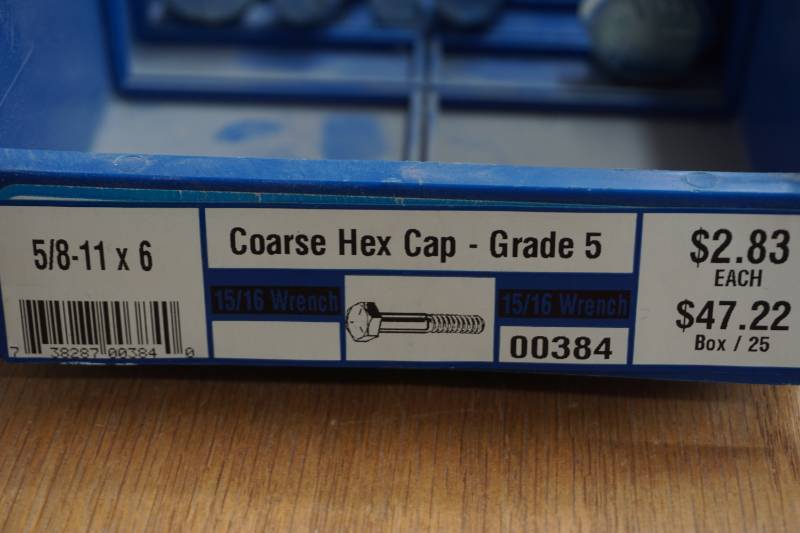 5/8-11 x 6
7 38287 00384 0
Coarse Hex Cap - Grade 5
15/16 Wrench
15/16 Wrench
00384
$2.83
EACH
$47.22
Box / 25